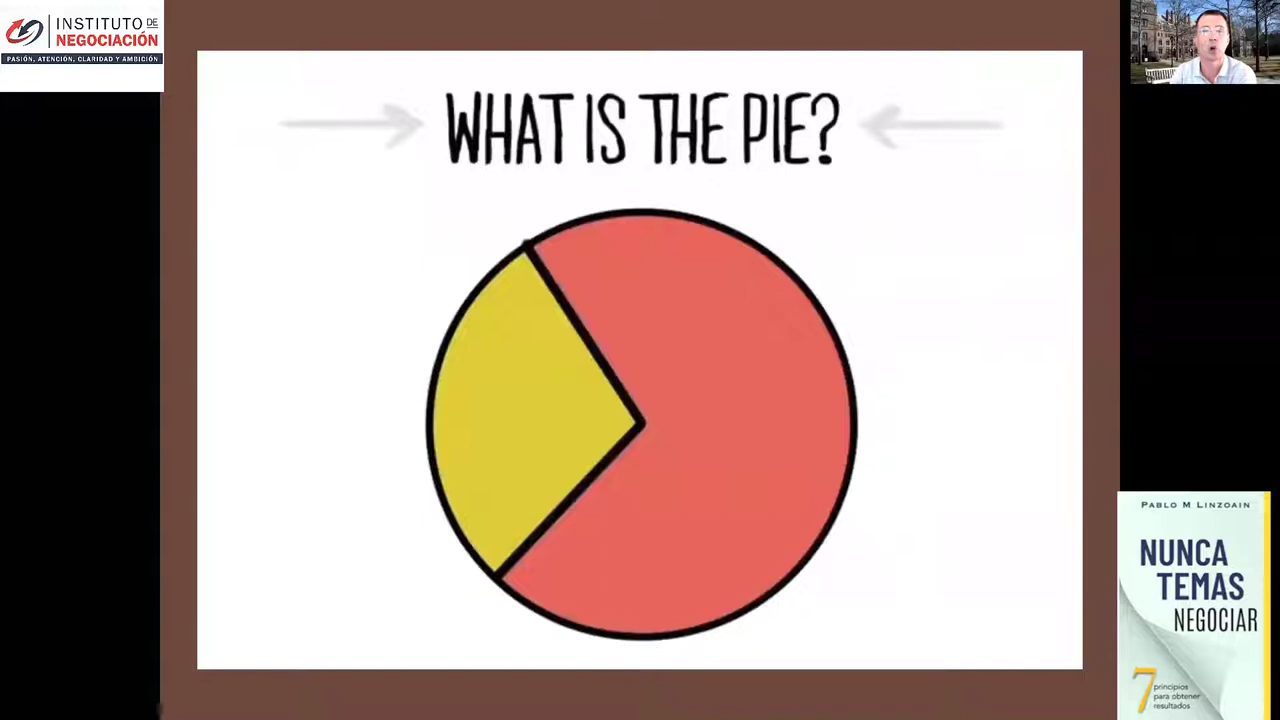 INSTITUTO DE
NEGOCIACIÓN
PASIÓN, ATENCIÓN, CLARIDAD Y AMBICIÓN
WHAT IS THE PIE?
PABLO M LINZOAIN
NUNCA
TEMAS
NEGOCIAR
7 principios
para obtener
resultados